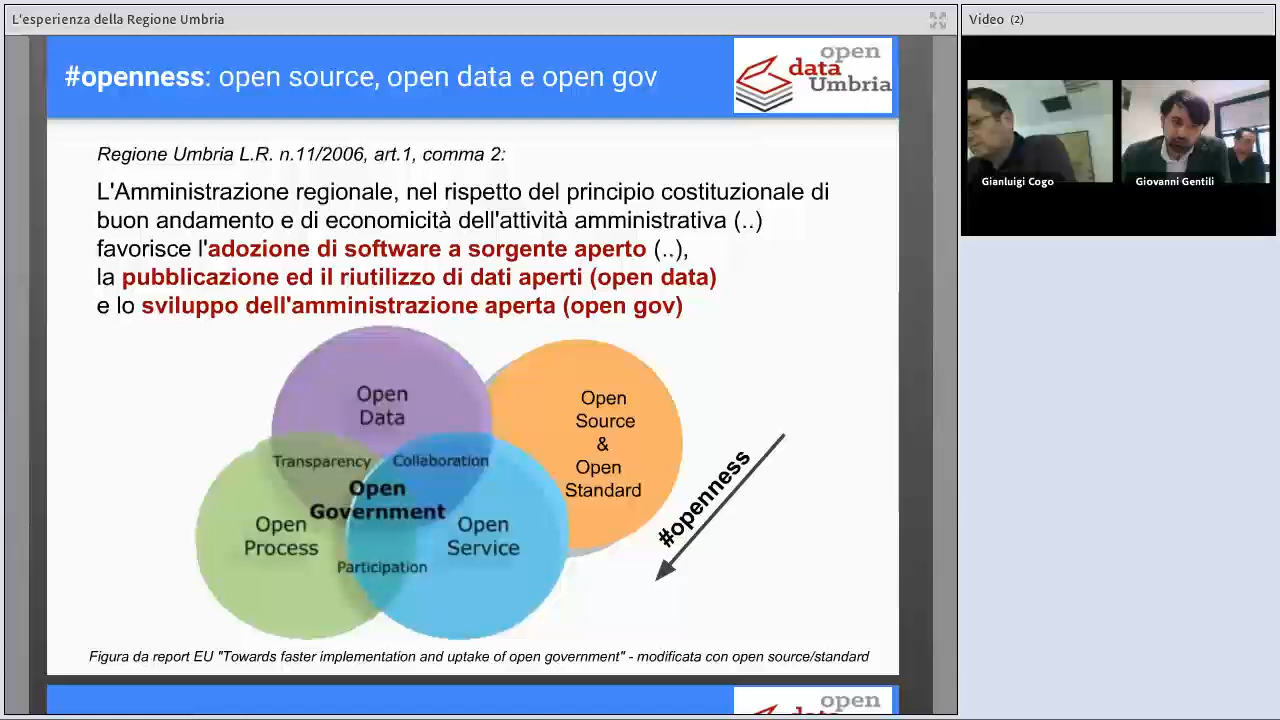 L'esperienza della Regione Umbria
#openness: open source, open data e open gov
open
data
Umbria
Regione Umbria L.R. n.11/2006, art.1, comma 2:
L'Amministrazione regionale, nel rispetto del principio costituzionale di
buon andamento e di economicità dell'attività amministrativa (..)
favorisce l'adozione di software a sorgente aperto (..),
la pubblicazione ed il riutilizzo di dati aperti (open data)
e lo sviluppo dell'amministrazione aperta (open gov)
Open
Data
Transparency
Collaboration
Open
Government
Open
Process
Open
Service
Participation
Open
Source
&
Open
Standard
#openness
Figura da report EU "Towards faster implementation and uptake of open government" - modificata con open source/standard
open
data
Video (2)
Gianluigi Cogo
Giovanni Gentili